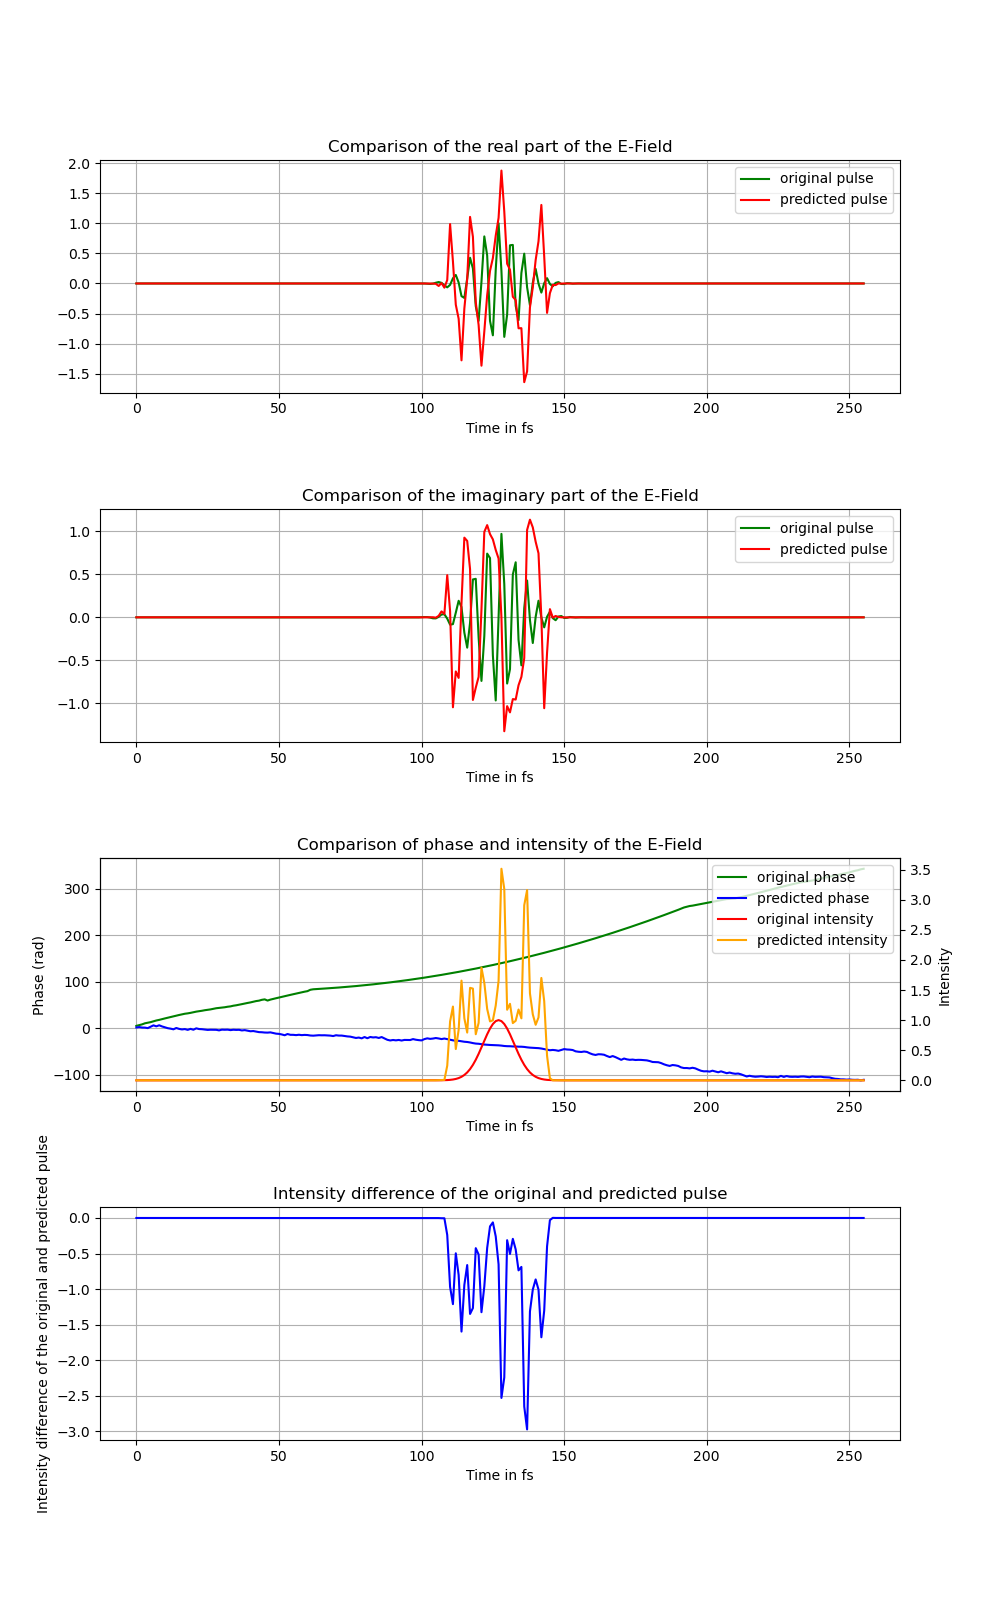 Comparison of the real part of the E-Field
2.0
1.5
1.0
0.5
0.0
−0.5
−1.0
−1.5
original pulse
predicted pulse
0 50 100 150 200 250
Time in fs
Comparison of the imaginary part of the E-Field
1.0
0.5
0.0
−0.5
−1.0
original pulse
predicted pulse
0 50 100 150 200 250
Time in fs
Comparison of phase and intensity of the E-Field
Phase (rad)
300
200
100
0
−100
original phase
predicted phase
original intensity
predicted intensity
3.5
3.0
2.5
2.0
1.5
1.0
0.5
0.0
Intensity
0 50 100 150 200 250
Time in fs
Intensity difference of the original and predicted pulse
Intensity difference of the original and predicted pulse
0.0
−0.5
−1.0
−1.5
−2.0
−2.5
−3.0
0 50 100 150 200 250
Time in fs